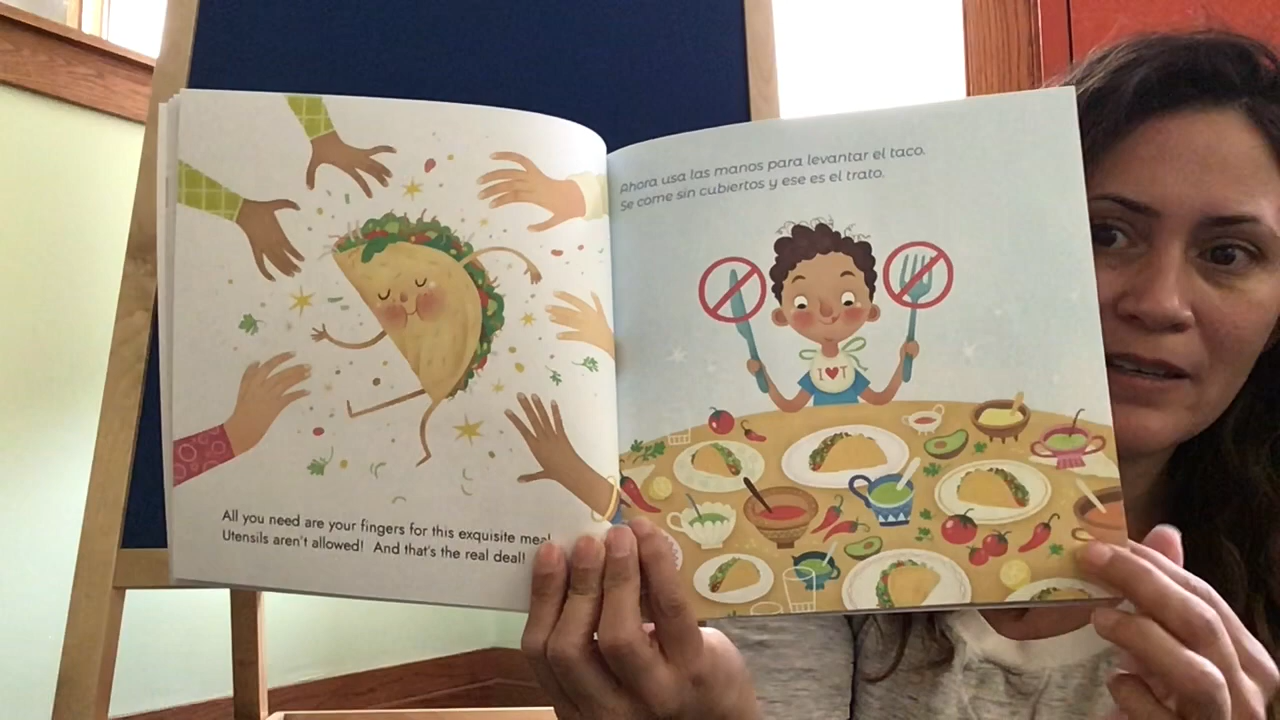 All you need are your fingers for this exquisite meal
Utensils aren't allowed! And that's the real deal!
Ahora usa las manos para levantar el taco.
Se come sin cubiertos y ese es el trato.
I♥T